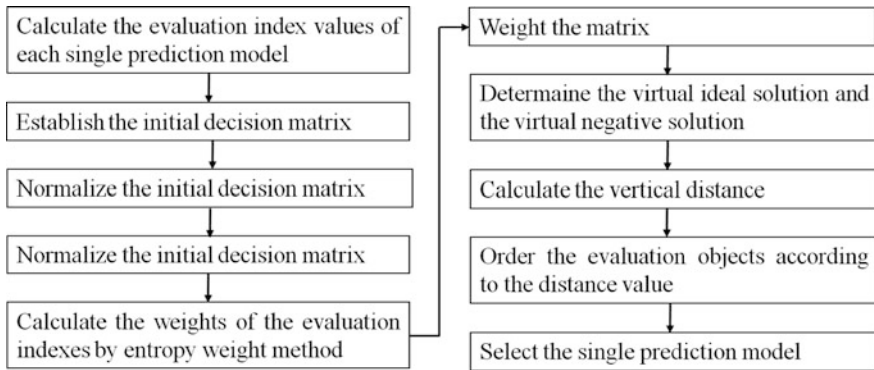 Calculate the evaluation index values of
each single prediction model
Establish the initial decision matrix
Normalize the initial decision matrix
Normalize the initial decision matrix
Calculate the weights of the evaluation
indexes by entropy weight method
Weight the matrix
Determaine the virtual ideal solution and
the virtual negative solution
Calculate the vertical distance
Order the evaluation objects according
to the distance value
Select the single prediction model